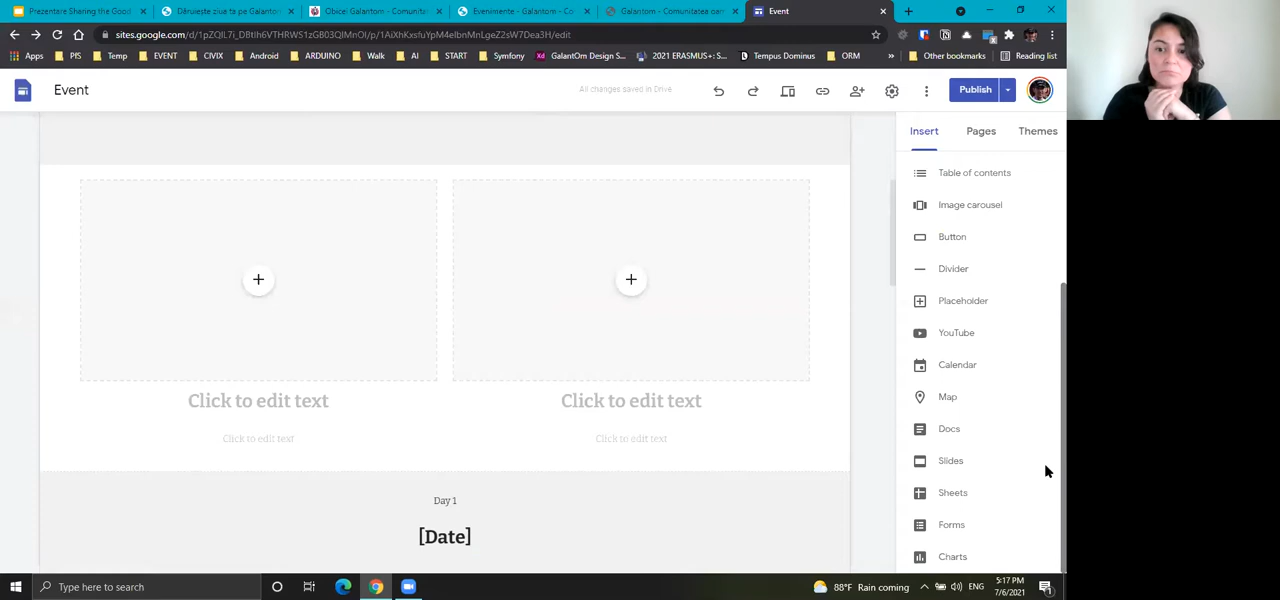 Prezentare Sharing the Good
Dăruiește ziua ta pe Galanto
Obicei Galantom - Comunita
Evenimente - Galantom - Co
Galantom - Comunitatea oam
Event
sites.google.com
/edit
Apps
PIS
Temp
EVENT
CIVIX
Android
ARDUINO
Walk
AI
START
Symfony
GalantOm Design S...
2021 ERASMUS+: S...
Tempus Dominus
ORM
»
Other bookmarks
Reading list
Event
All changes saved in Drive
Publish
Insert
Pages
Themes
Table of contents
Image carousel
Button
Divider
Placeholder
YouTube
Calendar
Map
Docs
Slides
Sheets
Forms
Charts
Click to edit text
Click to edit text
Click to edit text
Click to edit text
Day 1
[Date]
Type here to search
88°F Rain coming
ENG
5:17 PM
7/6/2021